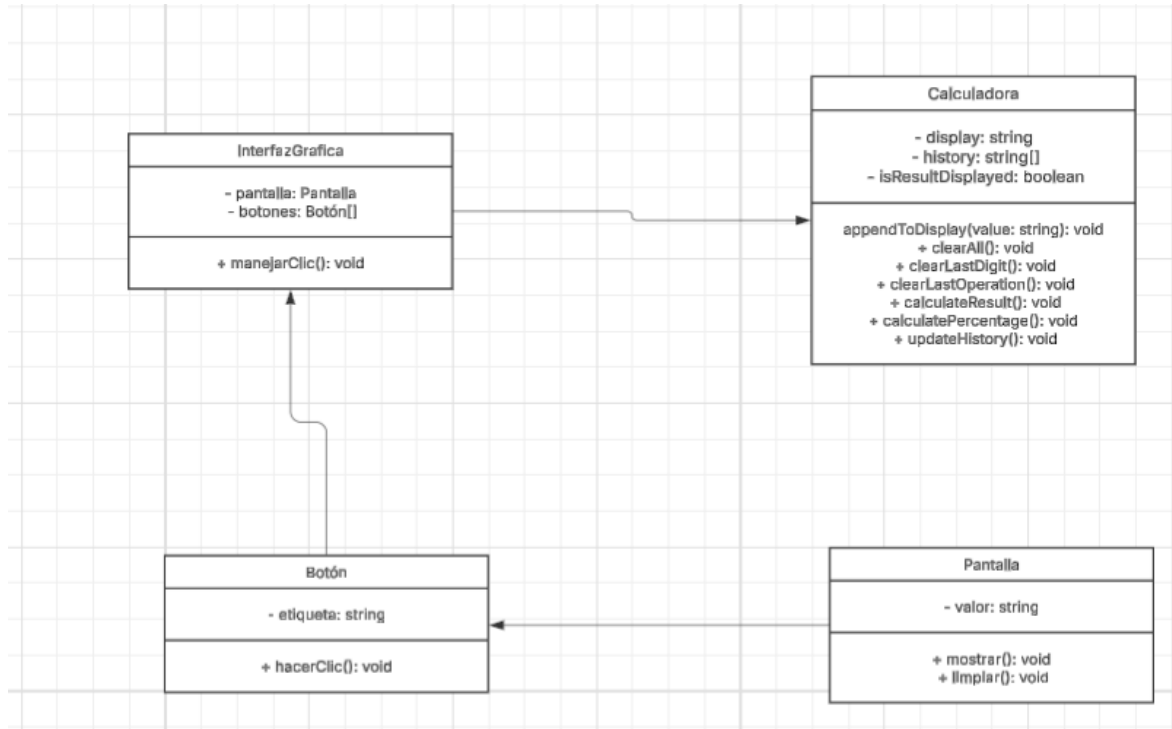 InterfazGrafica
- pantalla: Pantalla
- botones: Botón[]
+ manejarClic(): void
Calculadora
- display: string
- history: string[]
- isResultDisplayed: boolean
appendToDisplay(value: string): void
+ clearAll(): void
+ clearLastDigit(): void
+ clearLastOperation(): void
+ calculateResult(): void
+ calculatePercentage(): void
+ updateHistory(): void
Botón
- etiqueta: string
+ hacerClic(): void
Pantalla
- valor: string
+ mostrar(): void
+ limpiar(): void